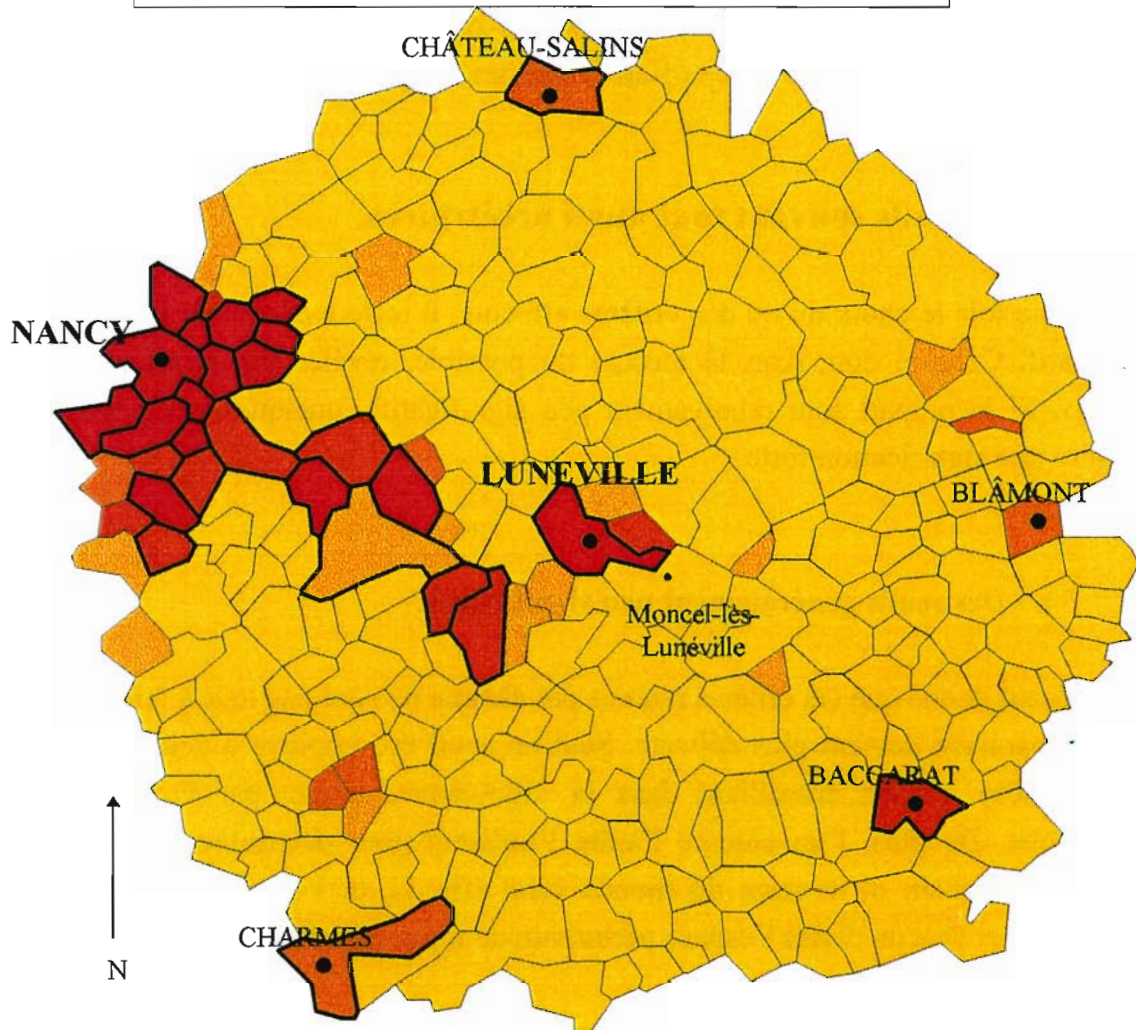 CHÂTEAU-SALINS
NANCY
LUNEVILLE
BLÂMONT
Moncel-lès-
Lunéville
BACCARAT
CHARMES
N